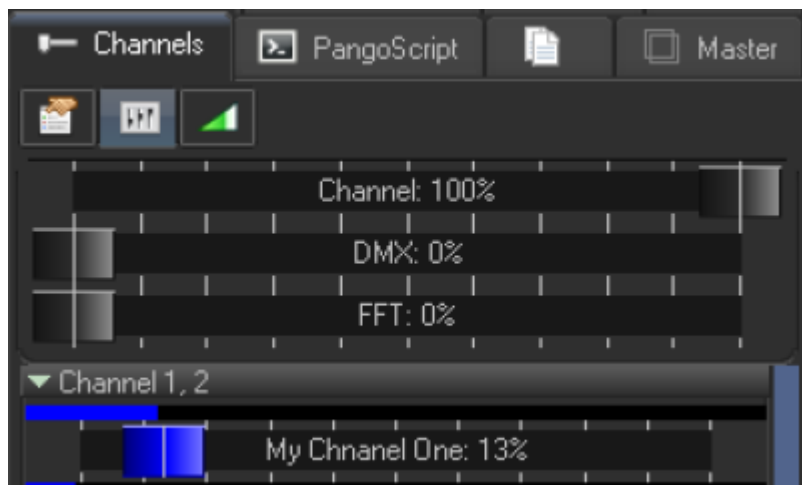 Channels PangoScript Master
Channel: 100%
DMX: 0%
FFT: 0%
Channel 1, 2
My Chnanel One: 13%